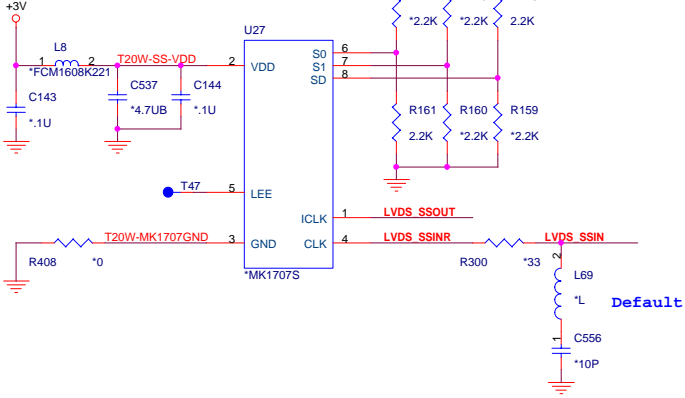 +3V
U27
*2.2K *2.2K 2.2K
L8
1 2 T20W-SS-VDD 2 VDD S0 6
*FCM1608K221 S1 7
SD 8
C143 C537 C144
*.1U *4.7UB *.1U
R161 R160 R159
2.2K *2.2K *2.2K
T47 5 LEE
ICLK 1 LVDS_SSOUT
T20W-MK1707GND 3 GND CLK 4 LVDS_SSINR LVDS_SSIN
R408 *0 R300 *33
*MK1707S
2
L69
*L Default
1 C556
*10P